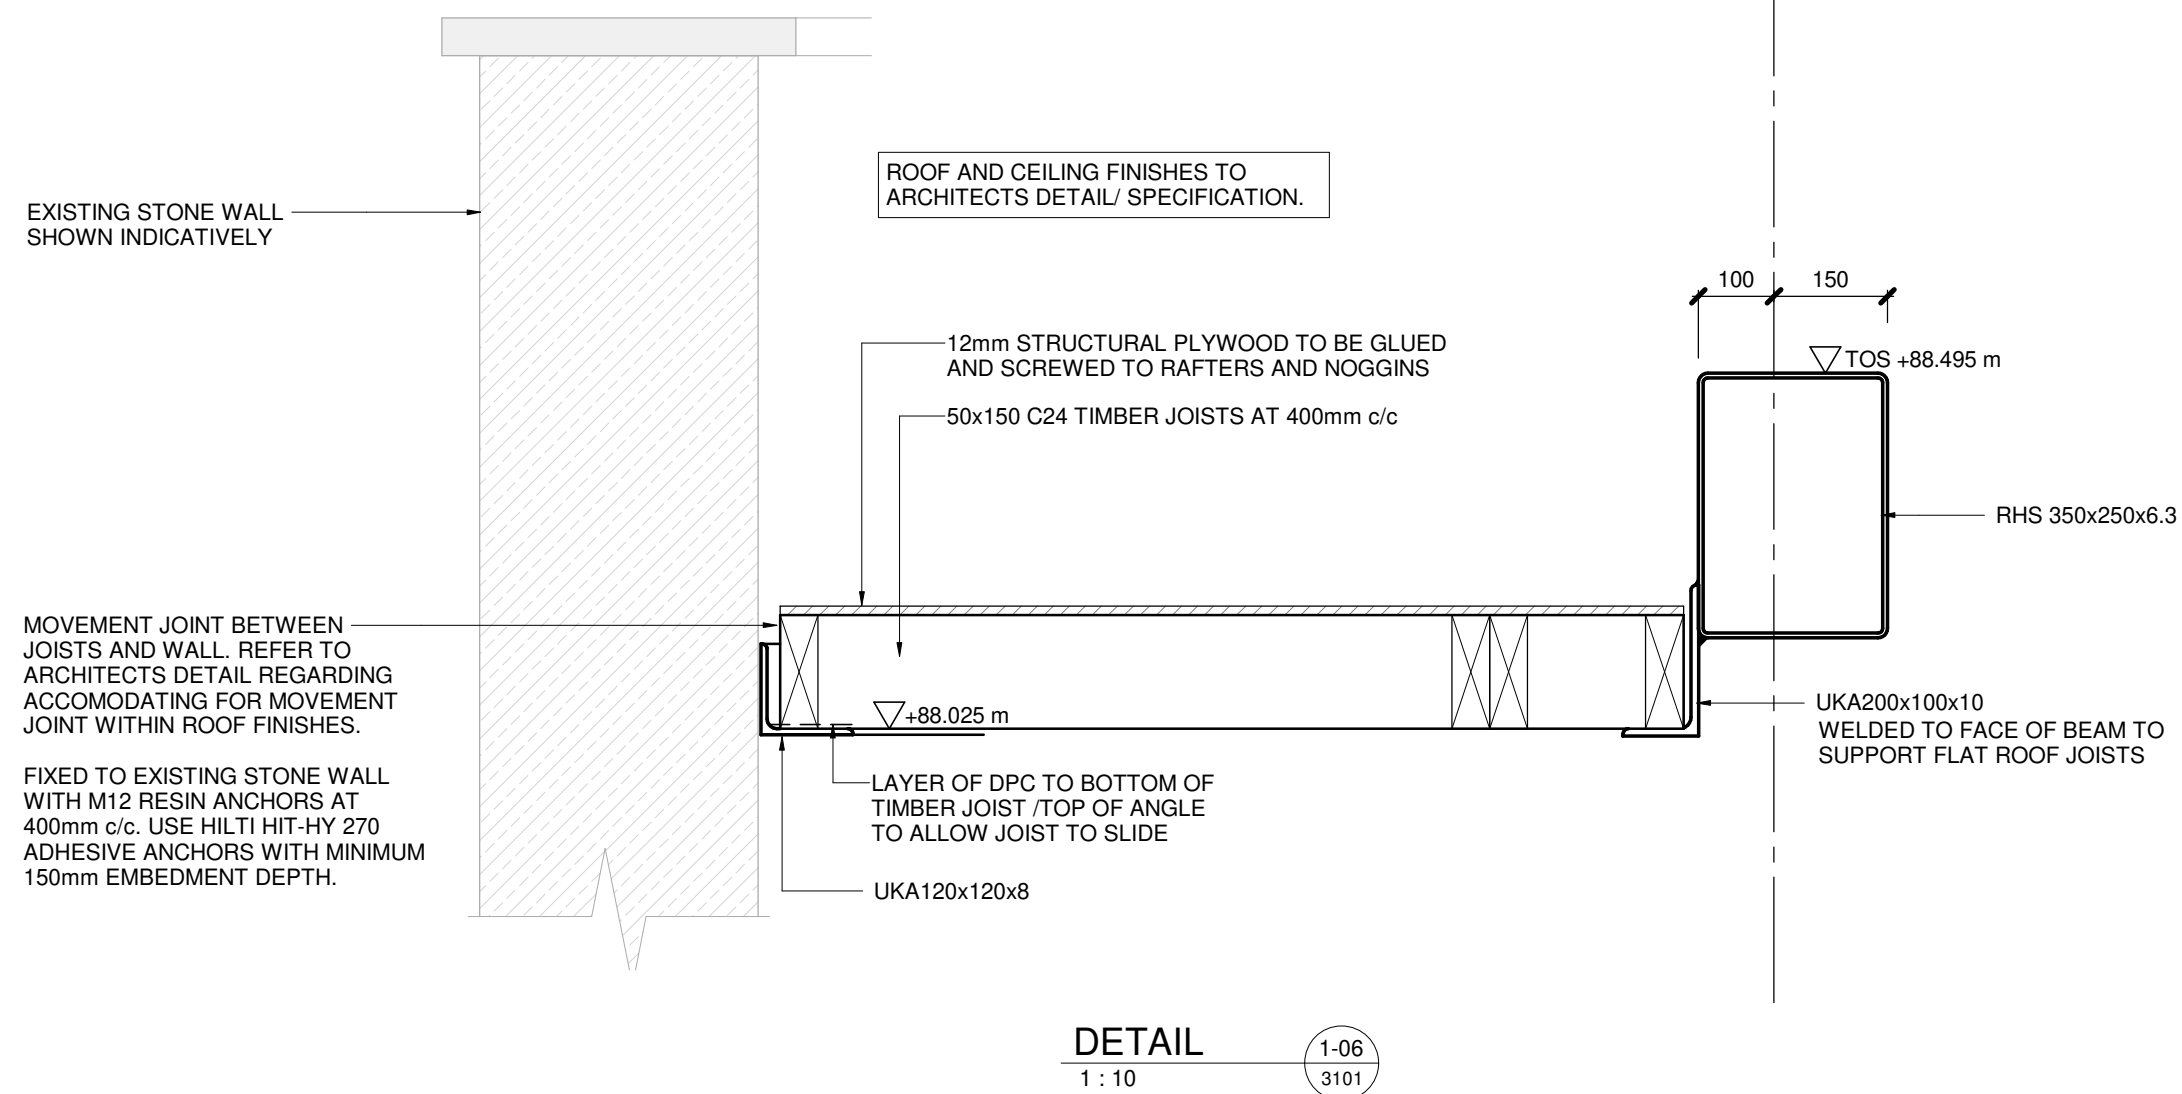 ROOF AND CEILING FINISHES TO
ARCHITECTS DETAIL/ SPECIFICATION.
EXISTING STONE WALL
SHOWN INDICATIVELY
100
150
12mm STRUCTURAL PLYWOOD TO BE GLUED
AND SCREWED TO RAFTERS AND NOGGINS
TOS +88.495 m
50x150 C24 TIMBER JOISTS AT 400mm c/c
RHS 350x250x6.3
MOVEMENT JOINT BETWEEN
JOISTS AND WALL. REFER TO
ARCHITECTS DETAIL REGARDING
ACCOMODATING FOR MOVEMENT
JOINT WITHIN ROOF FINISHES.
+88.025 m
UKA200x100x10
WELDED TO FACE OF BEAM TO
SUPPORT FLAT ROOF JOISTS
FIXED TO EXISTING STONE WALL
WITH M12 RESIN ANCHORS AT
400mm c/c. USE HILTI HIT-HY 270
ADHESIVE ANCHORS WITH MINIMUM
150mm EMBEDMENT DEPTH.
LAYER OF DPC TO BOTTOM OF
TIMBER JOIST /TOP OF ANGLE
TO ALLOW JOIST TO SLIDE
UKA120x120x8
DETAIL
1 : 10
1-06
3101